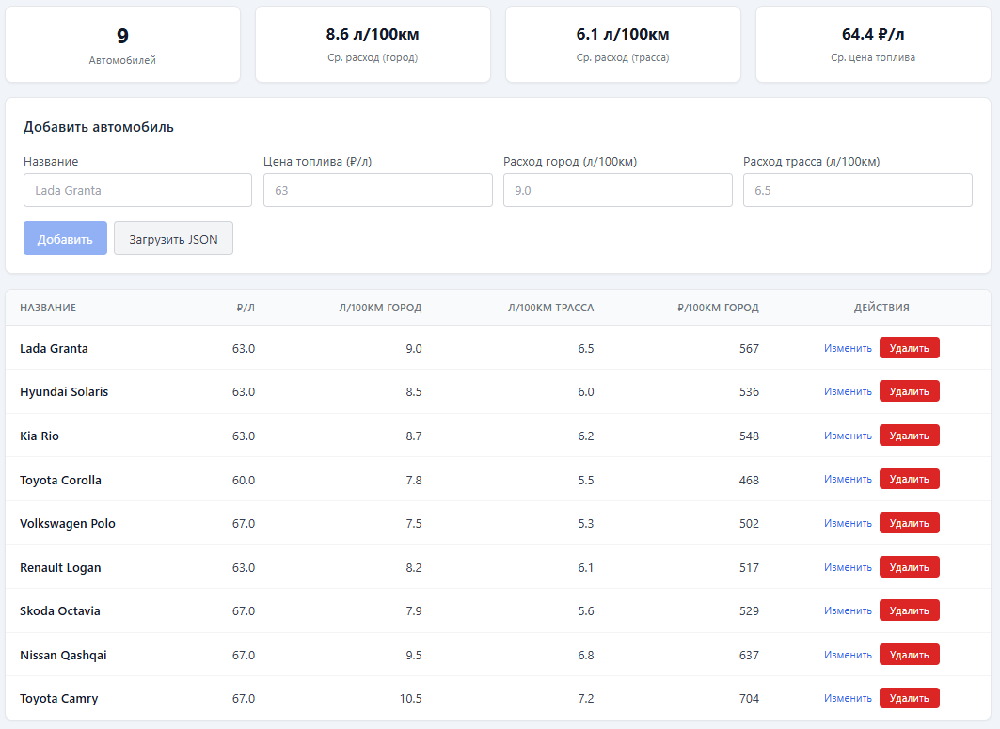 9
Автомобилей
8.6 л/100км
Ср. расход (город)
6.1 л/100км
Ср. расход (трасса)
64.4 ₽/л
Ср. цена топлива
Добавить автомобиль
Название
Цена топлива (₽/л)
Расход город (л/100км)
Расход трасса (л/100км)
Lada Granta
63
9.0
6.5
Добавить
Загрузить JSON
НАЗВАНИЕ ₽/Л Л/100КМ ГОРОД Л/100КМ ТРАССА ₽/100КМ ГОРОД ДЕЙСТВИЯ
Lada Granta 63.0 9.0 6.5 567 Изменить Удалить
Hyundai Solaris 63.0 8.5 6.0 536 Изменить Удалить
Kia Rio 63.0 8.7 6.2 548 Изменить Удалить
Toyota Corolla 60.0 7.8 5.5 468 Изменить Удалить
Volkswagen Polo 67.0 7.5 5.3 502 Изменить Удалить
Renault Logan 63.0 8.2 6.1 517 Изменить Удалить
Skoda Octavia 67.0 7.9 5.6 529 Изменить Удалить
Nissan Qashqai 67.0 9.5 6.8 637 Изменить Удалить
Toyota Camry 67.0 10.5 7.2 704 Изменить Удалить